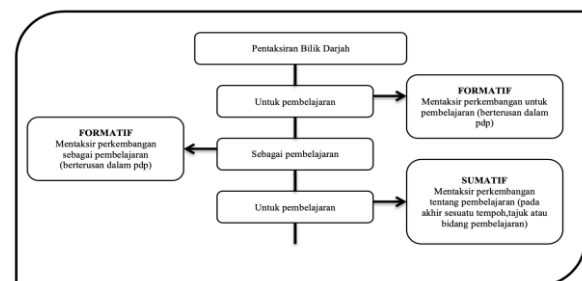 Pentaksiran Bilik Darjah
Untuk pembelajaran
FORMATIF
Mentaksir perkembangan untuk
pembelajaran (berterusan dalam
pdp)
FORMATIF
Mentaksir perkembangan
sebagai pembelajaran
(berterusan dalam pdp)
Sebagai pembelajaran
Untuk pembelajaran
SUMATIF
Mentaksir perkembangan
tentang pembelajaran (pada
akhir sesuatu tempoh,tajuk atau
bidang pembelajaran)